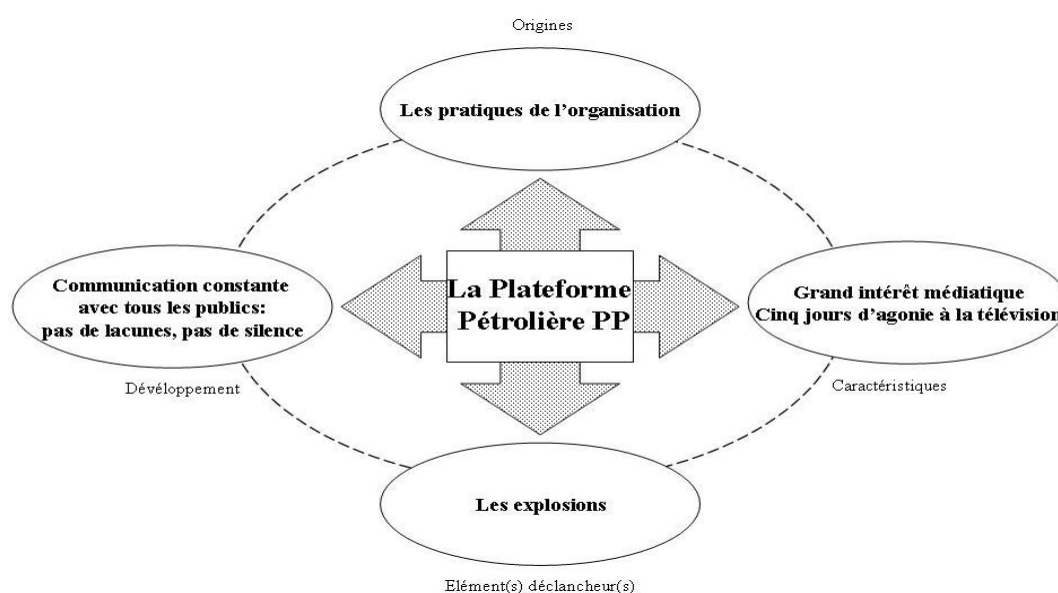 Origines
Les pratiques de l'organisation
Communication constante
avec tous les publics:
pas de lacunes, pas de silence
Dévéloppement
La Plateforme
Pétrolière PP
Grand intérêt médiatique
Cinq jours d'agonie à la télévision
Caractéristiques
Les explosions
Elément(s) déclancheur(s)